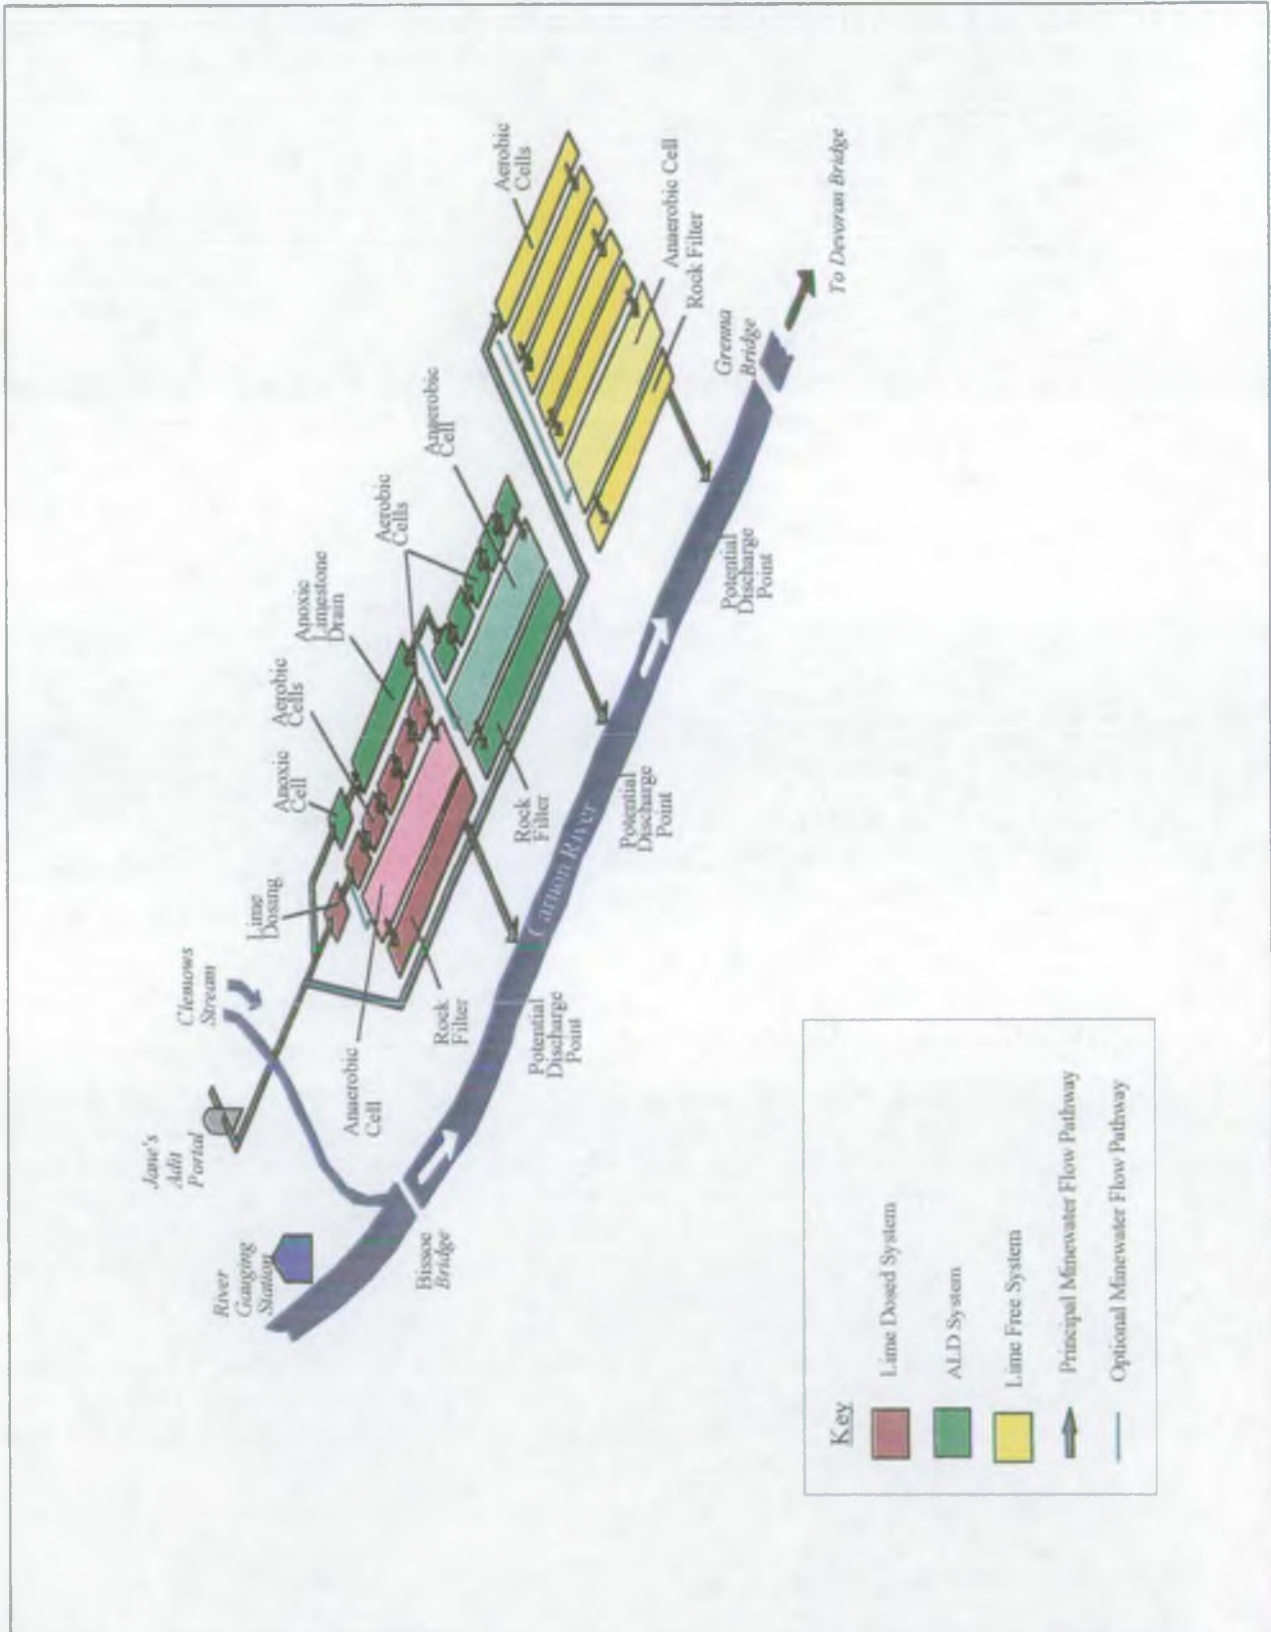 Jane's
Adit
Portal
Clemows
Stream
River
Gauging
Station
Bissoe
Bridge
Lime
Dosing
Anoxic
Cell
Aerobic
Cells
Anoxic
Limestone
Drain
Aerobic
Cells
Anaerobic
Cell
Aerobic
Cells
Anaerobic
Cell
Rock
Filter
Rock
Filter
Anaerobic Cell
Rock Filter
Potential
Discharge
Point
Potential
Discharge
Point
Potential
Discharge
Point
Carnon River
Grenna
Bridge
To Devoran Bridge
Key
Lime Dosed System
ALD System
Lime Free System
Principal Minewater Flow Pathway
Optional Minewater Flow Pathway